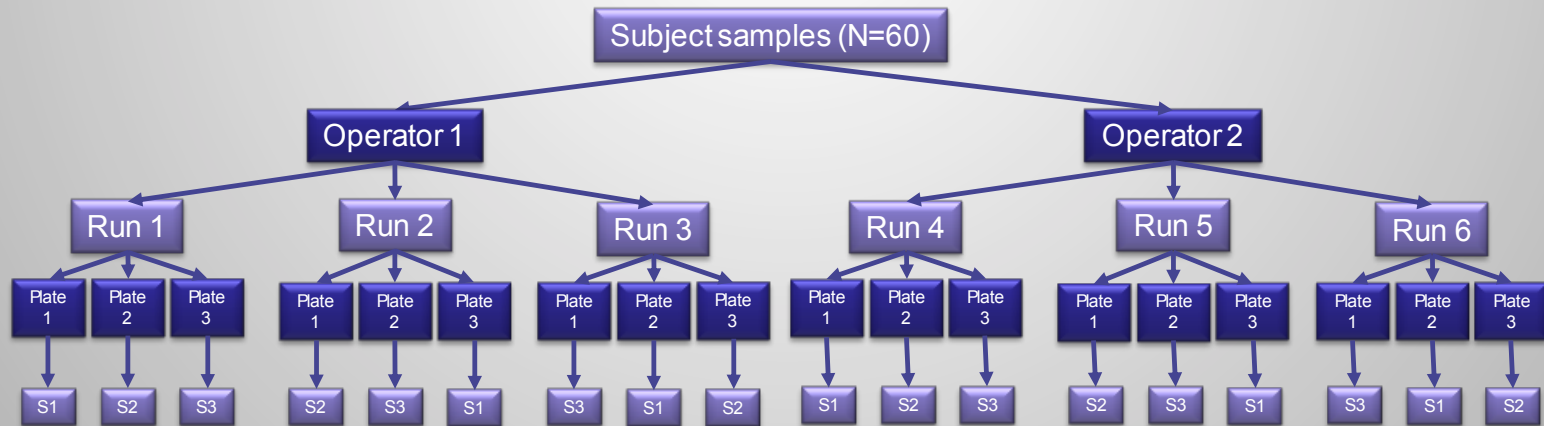 Subject samples (N=60)
Operator 1
Operator 2
Run 1
Run 2
Run 3
Run 4
Run 5
Run 6
Plate
1
Plate
2
Plate
3
Plate
1
Plate
2
Plate
3
Plate
1
Plate
2
Plate
3
Plate
1
Plate
2
Plate
3
Plate
1
Plate
2
Plate
3
Plate
1
Plate
2
Plate
3
S1
S2
S3
S2
S3
S1
S3
S1
S2
S1
S2
S3
S2
S3
S1
S3
S1
S2